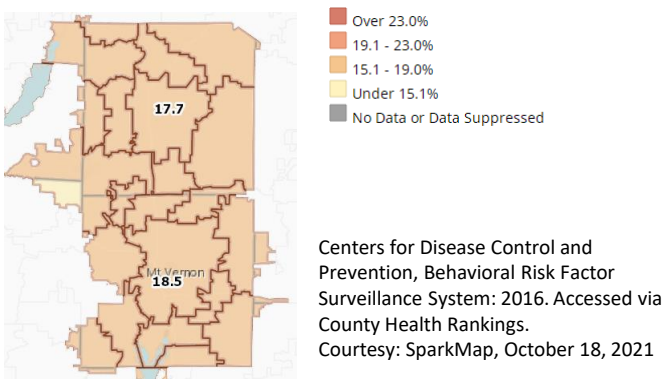 Over 23.0%
19.1 - 23.0%
15.1 - 19.0%
Under 15.1%
No Data or Data Suppressed
17.7
Mt Vernon
18.5
Centers for Disease Control and
Prevention, Behavioral Risk Factor
Surveillance System: 2016. Accessed via
County Health Rankings.
Courtesy: SparkMap, October 18, 2021